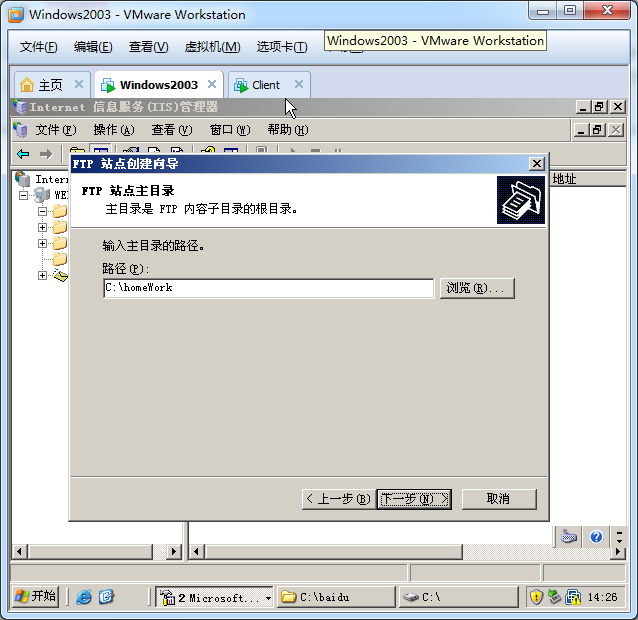 Windows2003 - VMware Workstation
文件(F) 编辑(E) 查看(V) 虚拟机(M) 选项卡(T)
Windows2003 - VMware Workstation
主页 Windows2003 Client
Internet 信息服务(IIS)管理器
文件(F) 操作(A) 查看(V) 窗口(W) 帮助(H)
FTP 站点创建向导
FTP 站点主目录
主目录是 FTP 内容子目录的根目录。
地址
输入主目录的路径。
路径(P):
C:\homeWork
浏览(R)...
< 上一步(B) 下一步(N) > 取消
开始 2 Microsoft... C:\baidu C:\ 14:26